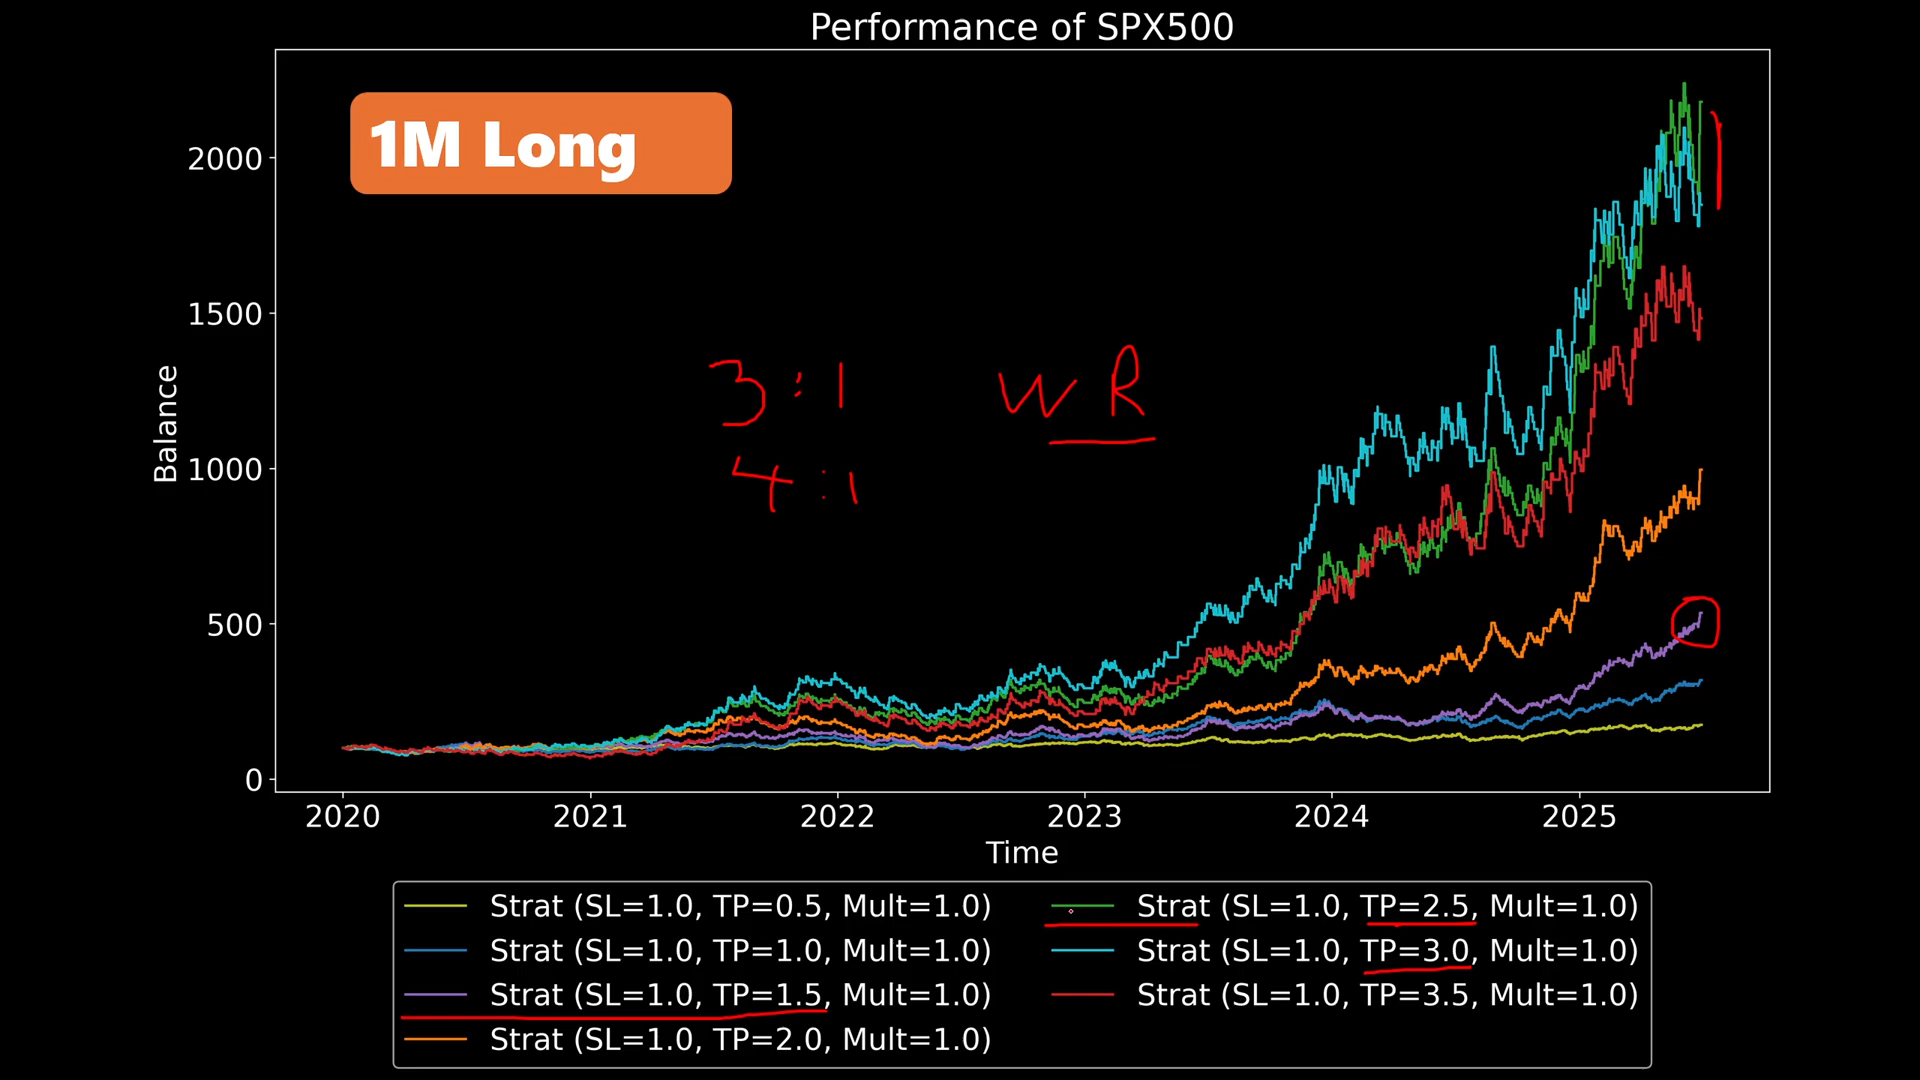 Performance of SPX500
1M Long
2000
1500
1000
500
0
Balance
3:1
WR
4:1
2020 2021 2022 2023 2024 2025
Time
Strat (SL=1.0, TP=0.5, Mult=1.0)
Strat (SL=1.0, TP=1.0, Mult=1.0)
Strat (SL=1.0, TP=1.5, Mult=1.0)
Strat (SL=1.0, TP=2.0, Mult=1.0)
Strat (SL=1.0, TP=2.5, Mult=1.0)
Strat (SL=1.0, TP=3.0, Mult=1.0)
Strat (SL=1.0, TP=3.5, Mult=1.0)